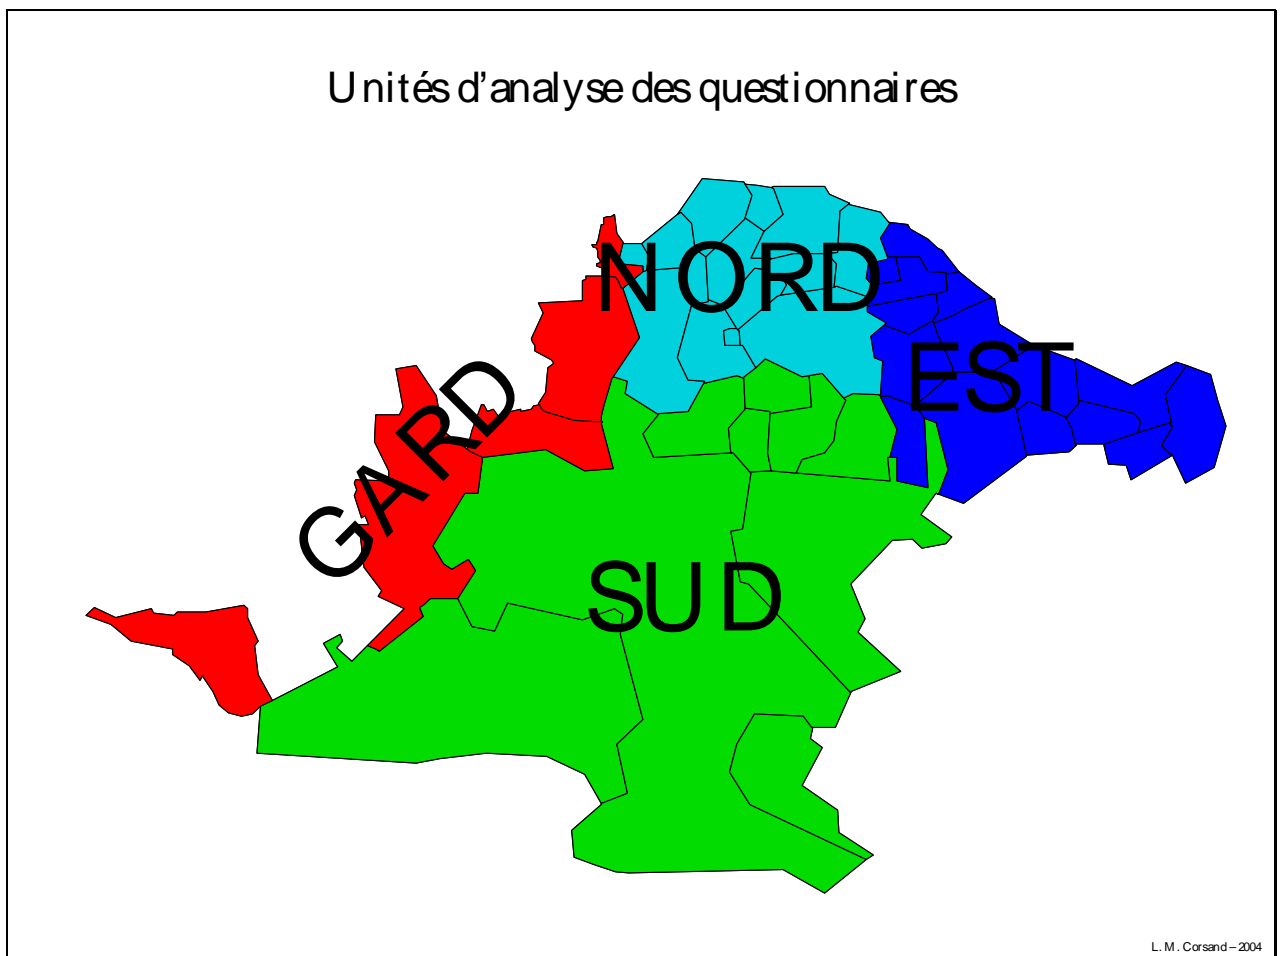 Unités d’analyse des questionnaires
NORD
EST
GARD
SUD
L. M. Corsand – 2004